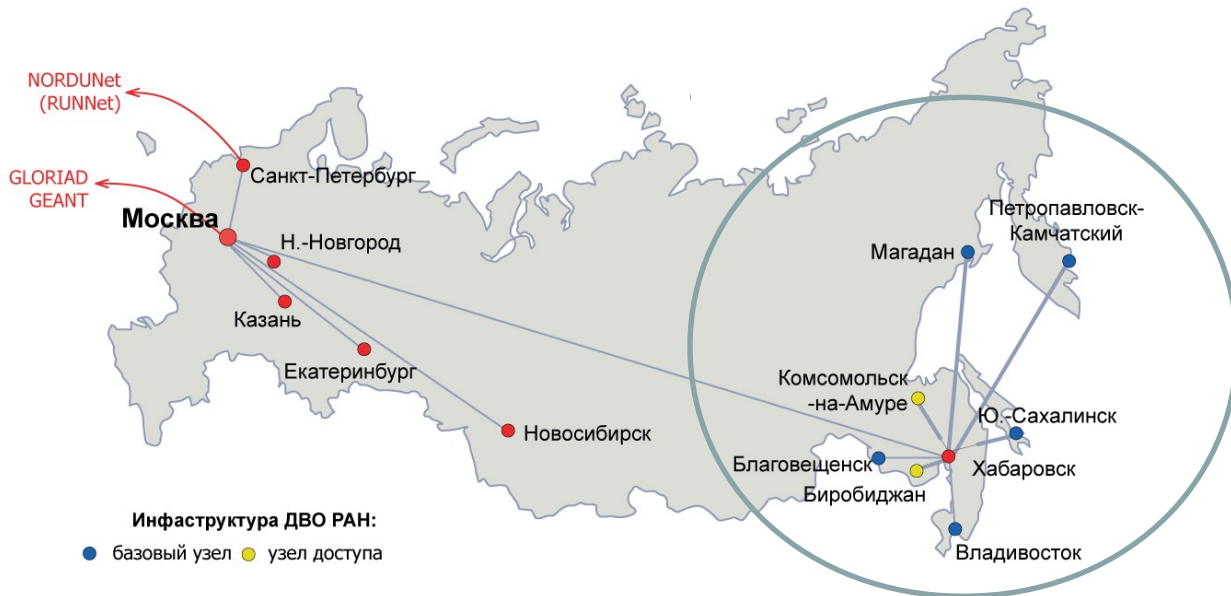 NORDUNet
(RUNNet)
GLORIAD
GEANT
Санкт-Петербург
Москва
Н.-Новгород
Казань
Екатеринбург
Новосибирск
Петропавловск-
Камчатский
Магадан
Комсомольск
-на-Амуре
Ю.-Сахалинск
Благовещенск
Хабаровск
Биробиджан
Владивосток
Инфаструктура ДВО РАН:
базовый узел
узел доступа